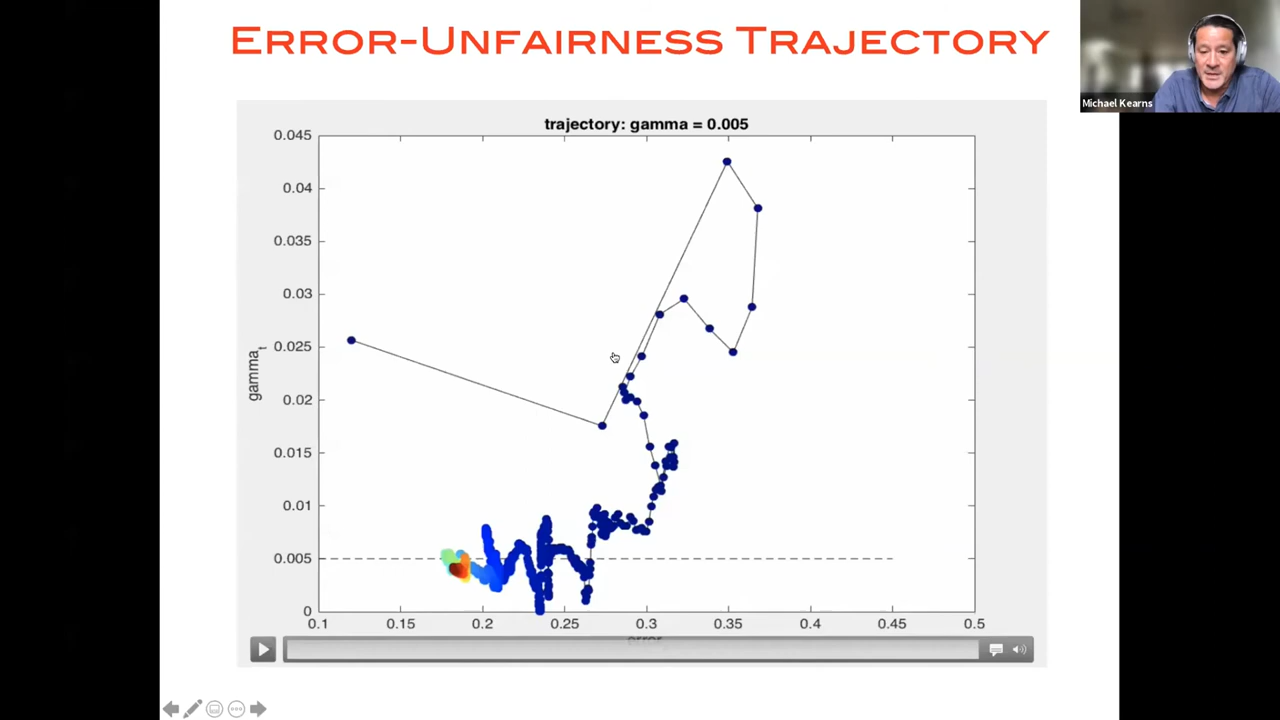 ERROR-UNFAIRNESS TRAJECTORY
Michael Kearns
trajectory: gamma = 0.005
0.045
0.04
0.035
0.03
0.025
0.02
0.015
0.01
0.005
0
gammat
0.1 0.15 0.2 0.25 0.3 0.35 0.4 0.45 0.5
error